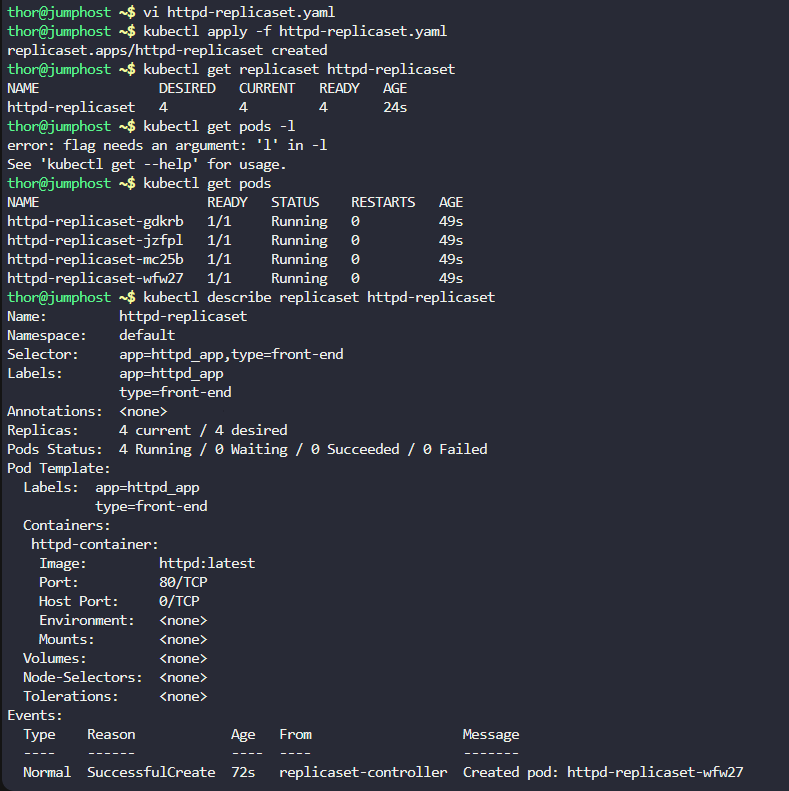 thor@jumphost ~$ vi httpd-replicaset.yaml
thor@jumphost ~$ kubectl apply -f httpd-replicaset.yaml
replicaset.apps/httpd-replicaset created
thor@jumphost ~$ kubectl get replicaset httpd-replicaset
NAME               DESIRED   CURRENT   READY   AGE
httpd-replicaset   4         4         4       24s
thor@jumphost ~$ kubectl get pods -l
error: flag needs an argument: 'l' in -l
See 'kubectl get --help' for usage.
thor@jumphost ~$ kubectl get pods
NAME                     READY   STATUS    RESTARTS   AGE
httpd-replicaset-gdkrb   1/1     Running   0          49s
httpd-replicaset-jzfpl   1/1     Running   0          49s
httpd-replicaset-mc25b   1/1     Running   0          49s
httpd-replicaset-wfw27   1/1     Running   0          49s
thor@jumphost ~$ kubectl describe replicaset httpd-replicaset
Name:         httpd-replicaset
Namespace:    default
Selector:     app=httpd_app,type=front-end
Labels:       app=httpd_app
              type=front-end
Annotations:  <none>
Replicas:     4 current / 4 desired
Pods Status:  4 Running / 0 Waiting / 0 Succeeded / 0 Failed
Pod Template:
  Labels:  app=httpd_app
           type=front-end
  Containers:
   httpd-container:
    Image:         httpd:latest
    Port:          80/TCP
    Host Port:     0/TCP
    Environment:   <none>
    Mounts:        <none>
  Volumes:         <none>
  Node-Selectors:  <none>
  Tolerations:     <none>
Events:
  Type    Reason            Age   From                   Message
  ----    ------            ----  ----                   -------
  Normal  SuccessfulCreate  72s   replicaset-controller  Created pod: httpd-replicaset-wfw27